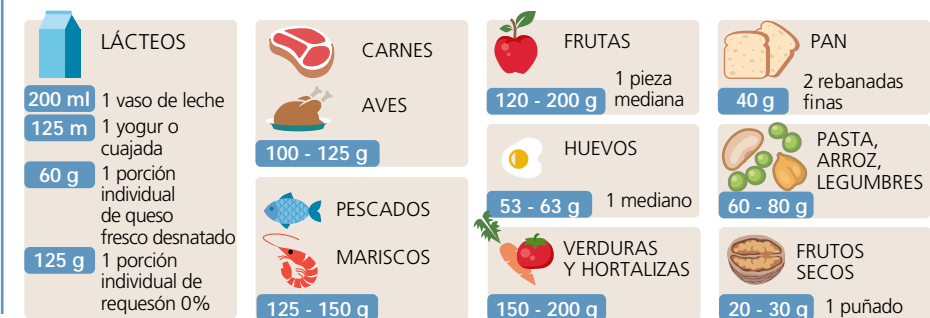 LÁCTEOS
200 ml 1 vaso de leche
125 m 1 yogur o
cuajada
60 g 1 porción
individual
de queso
fresco desnatado
125 g 1 porción
individual de
requesón 0%
CARNES
AVES
100 - 125 g
PESCADOS
MARISCOS
125 - 150 g
FRUTAS
1 pieza
mediana
120 - 200 g
HUEVOS
53 - 63 g 1 mediano
VERDURAS
Y HORTALIZAS
150 - 200 g
PAN
2 rebanadas
finas
40 g
PASTA,
ARROZ,
LEGUMBRES
60 - 80 g
FRUTOS
SECOS
20 - 30 g 1 puñado